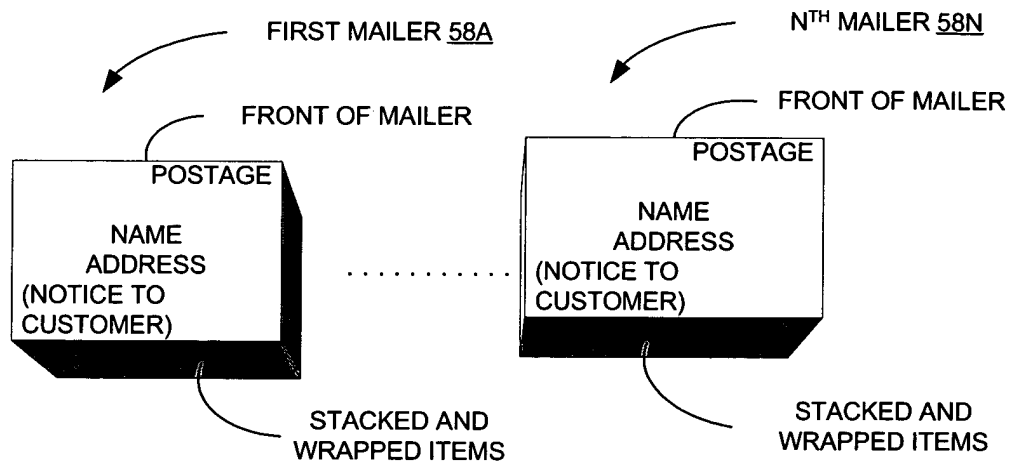 FIRST MAILER 58A
FRONT OF MAILER
POSTAGE
NAME
ADDRESS
(NOTICE TO
CUSTOMER)
STACKED AND
WRAPPED ITEMS
NTH MAILER 58N
FRONT OF MAILER
POSTAGE
NAME
ADDRESS
(NOTICE TO
CUSTOMER)
STACKED AND
WRAPPED ITEMS